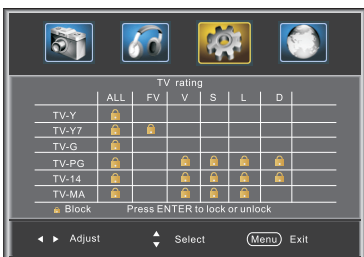 TV rating
ALL FV V S L D
TV-Y
TV-Y7
TV-G
TV-PG
TV-14
TV-MA
Block Press ENTER to lock or unlock
Adjust Select Menu Exit